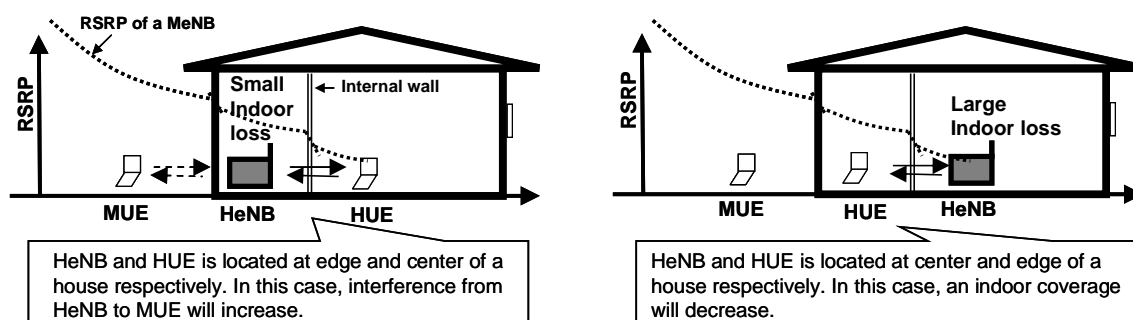 RSRP of a MeNB
RSRP
Small
Indoor
loss
Internal wall
MUE
HeNB
HUE
HeNB and HUE is located at edge and center of a
house respectively. In this case, interference from
HeNB to MUE will increase.
RSRP
Large
Indoor loss
MUE
HUE
HeNB
HeNB and HUE is located at center and edge of a
house respectively. In this case, an indoor coverage
will decrease.